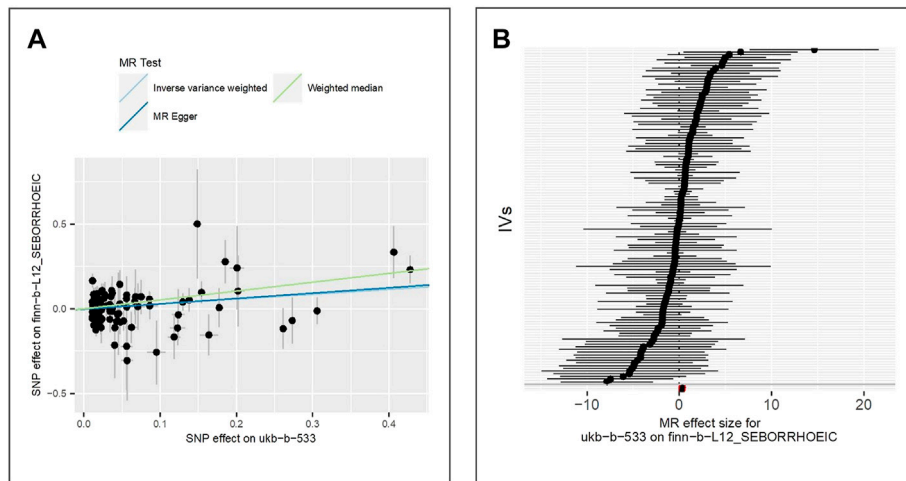 A
MR Test
Inverse variance weighted
Weighted median
MR Egger
SNP effect on finn−b−L12_SEBORRHOEIC
0.5
0.0
−0.5
0.0
0.1
0.2
0.3
0.4
SNP effect on ukb−b−533
B
IVs
−10
0
10
20
MR effect size for
ukb−b−533 on finn−b−L12_SEBORRHOEIC